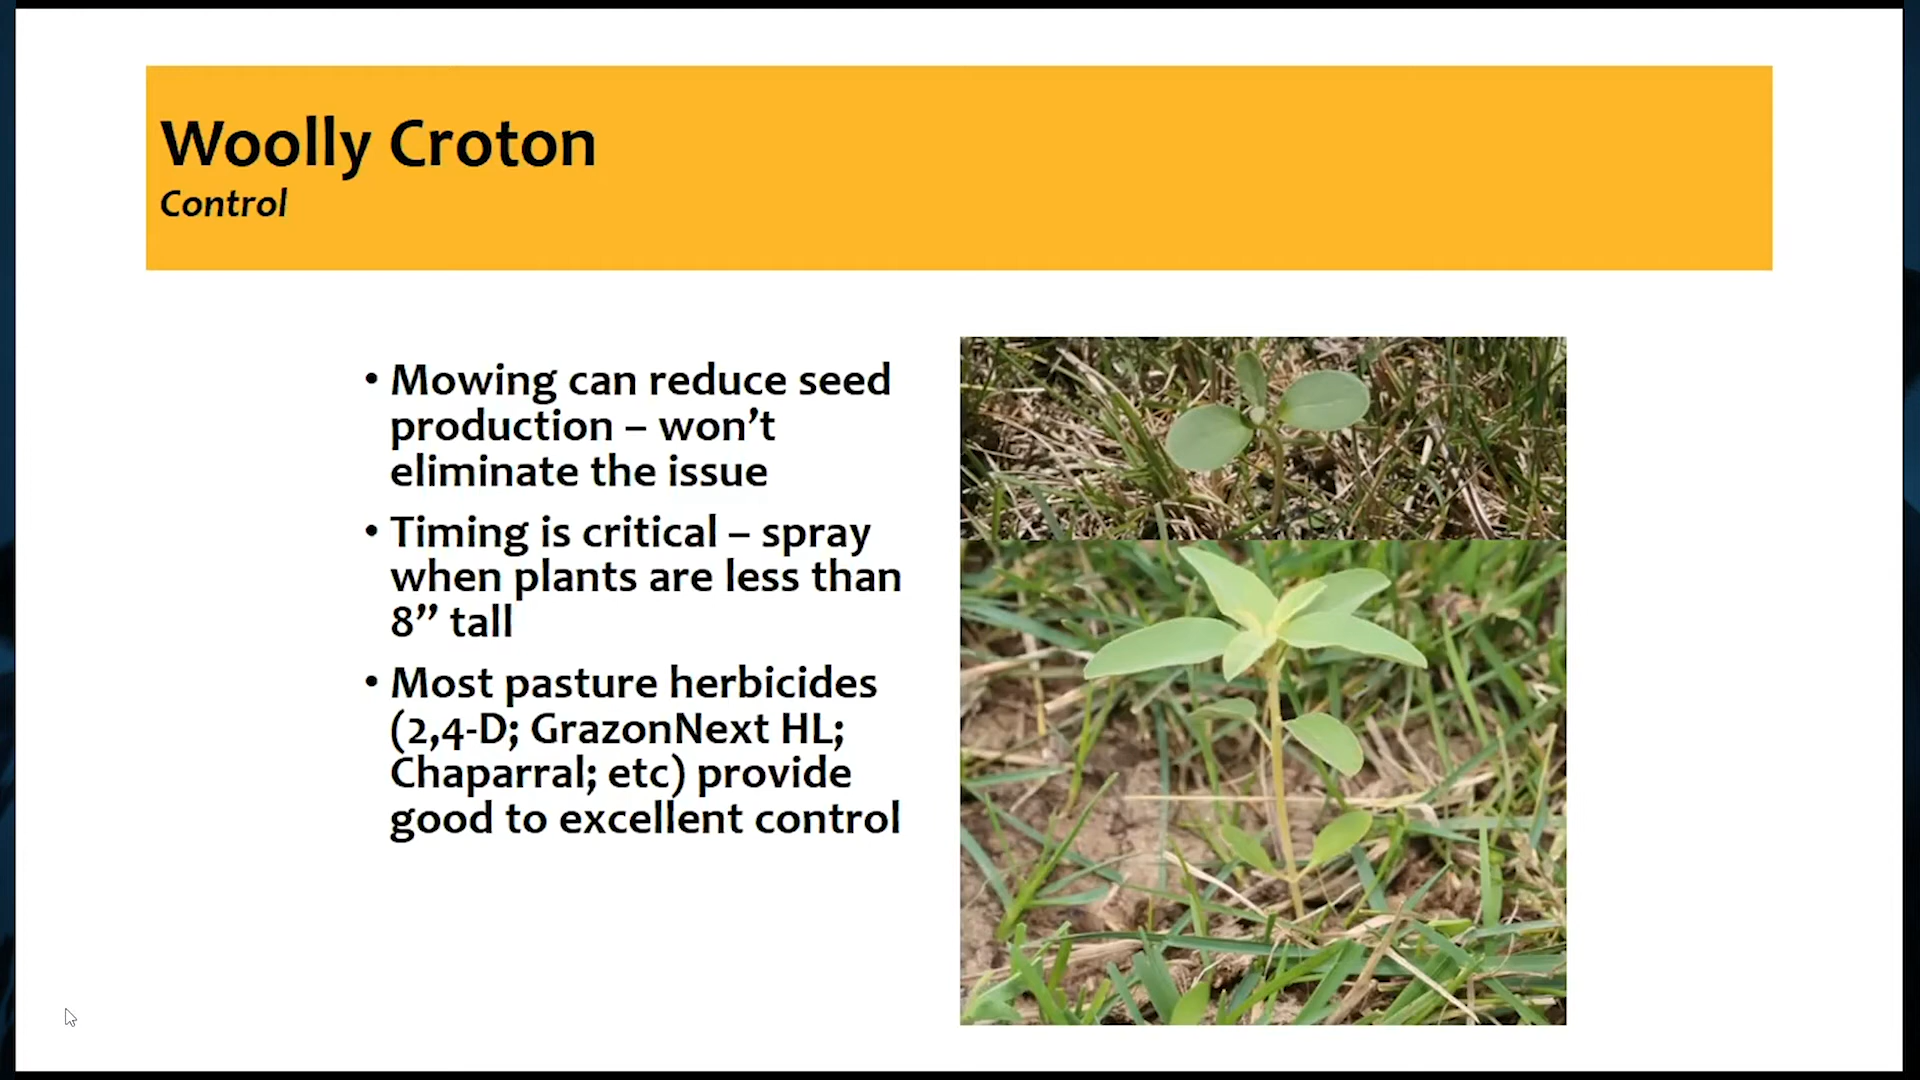 Woolly Croton
Control
• Mowing can reduce seed
production – won’t
eliminate the issue
• Timing is critical – spray
when plants are less than
8” tall
• Most pasture herbicides
(2,4-D; GrazonNext HL;
Chaparral; etc) provide
good to excellent control